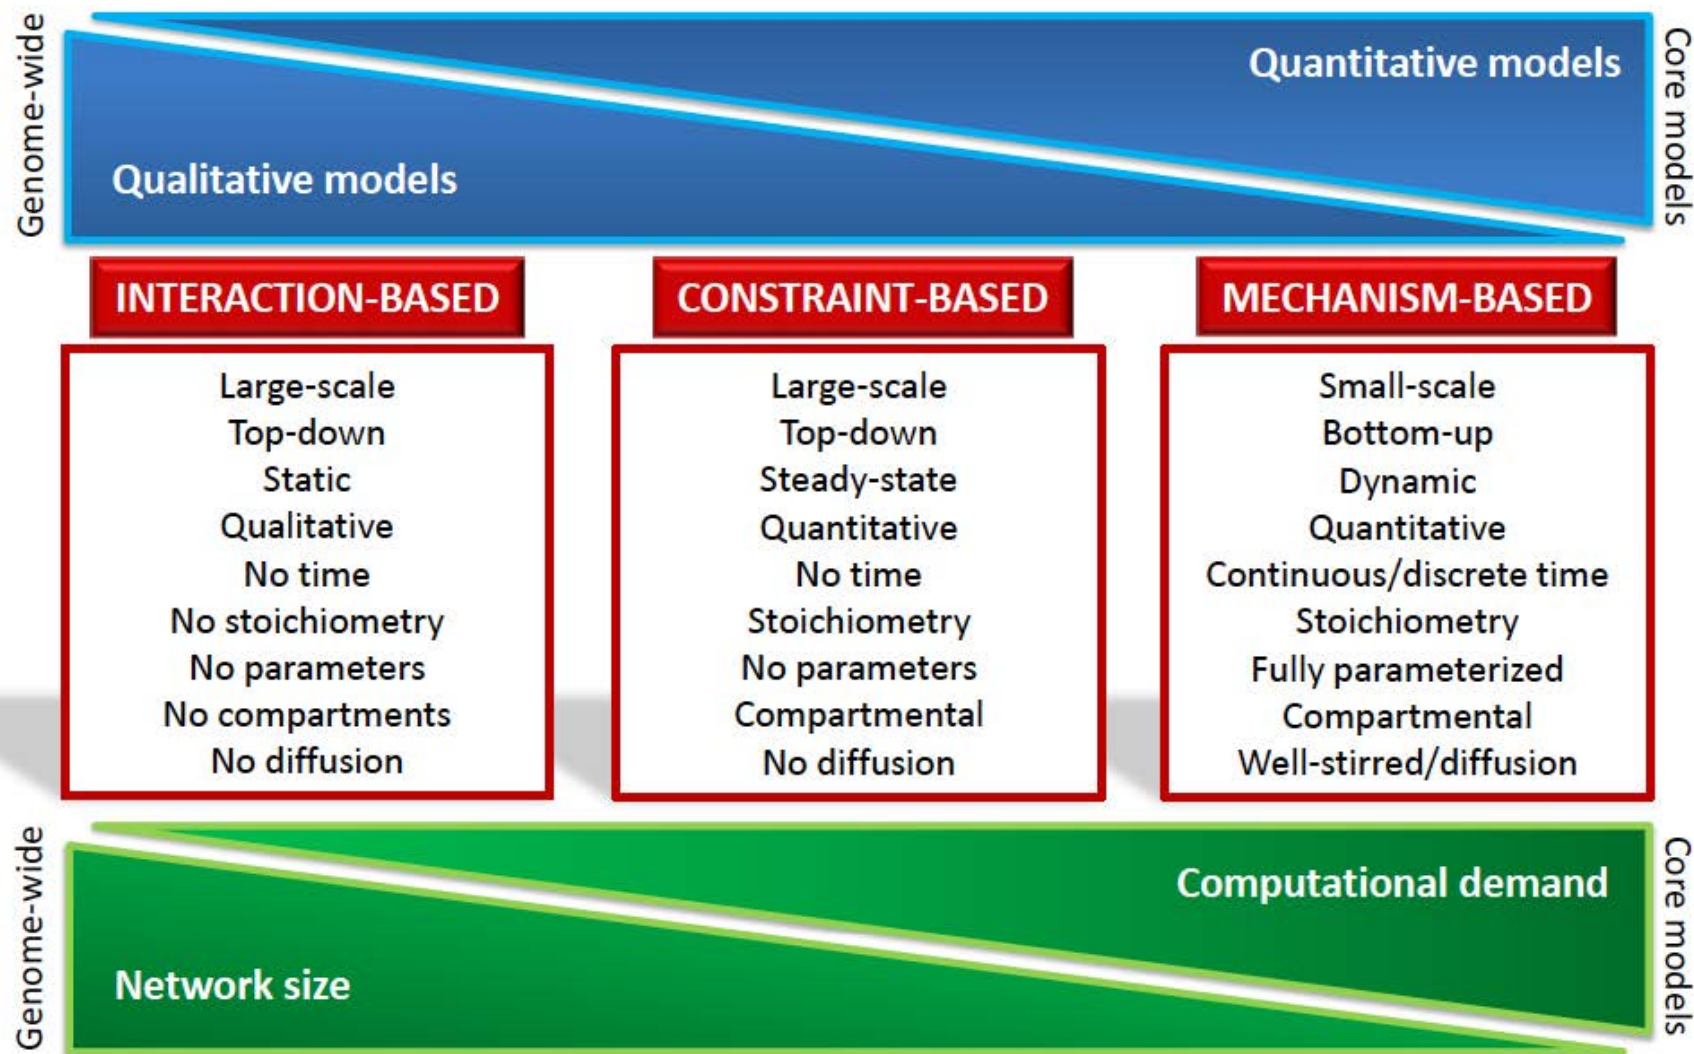 Genome-wide
Quantitative models
Qualitative models
Core models
INTERACTION-BASED
Large-scale
Top-down
Static
Qualitative
No time
No stoichiometry
No parameters
No compartments
No diffusion
CONSTRAINT-BASED
Large-scale
Top-down
Steady-state
Quantitative
No time
Stoichiometry
No parameters
Compartmental
No diffusion
MECHANISM-BASED
Small-scale
Bottom-up
Dynamic
Quantitative
Continuous/discrete time
Stoichiometry
Fully parameterized
Compartmental
Well-stirred/diffusion
Genome-wide
Computational demand
Network size
Core models